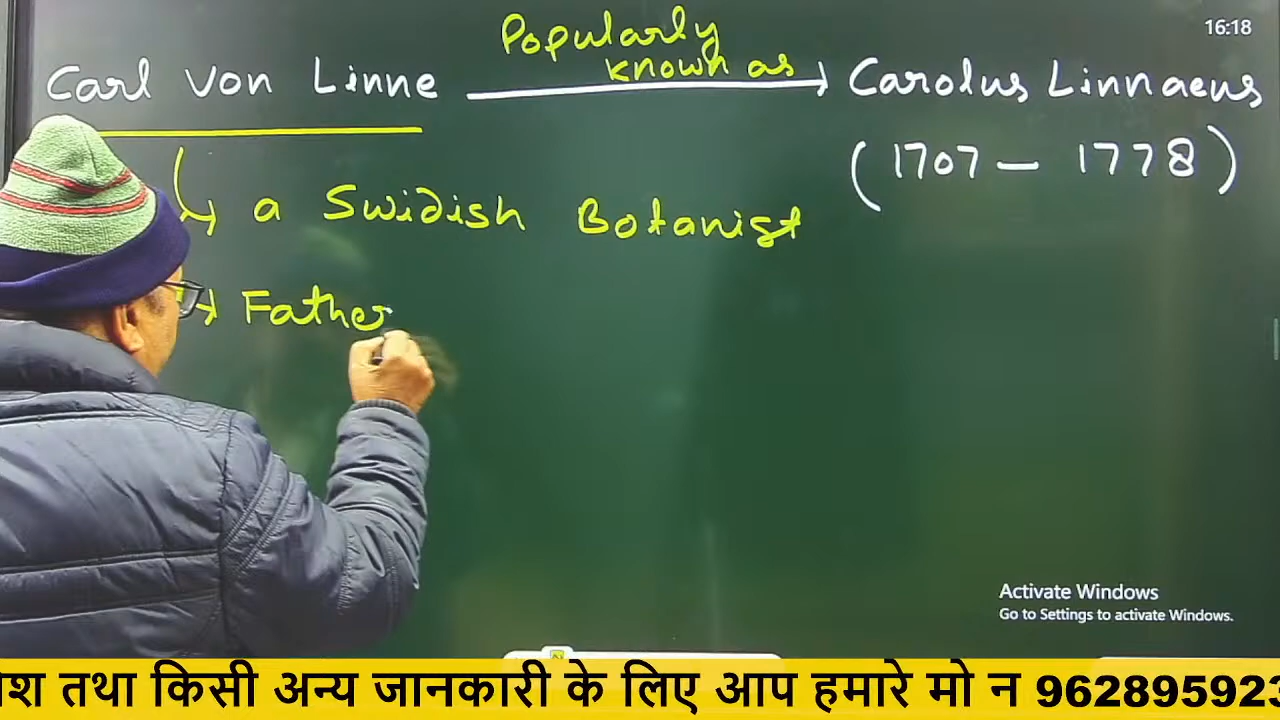 16:18
Popularly
known as
Carl Von Linne → Carolus Linnaeus
(1707 — 1778)
→ a Swidish Botanist
→ Father
Activate Windows
Go to Settings to activate Windows.
तथा किसी अन्य जानकारी के लिए आप हमारे मो न 962895923